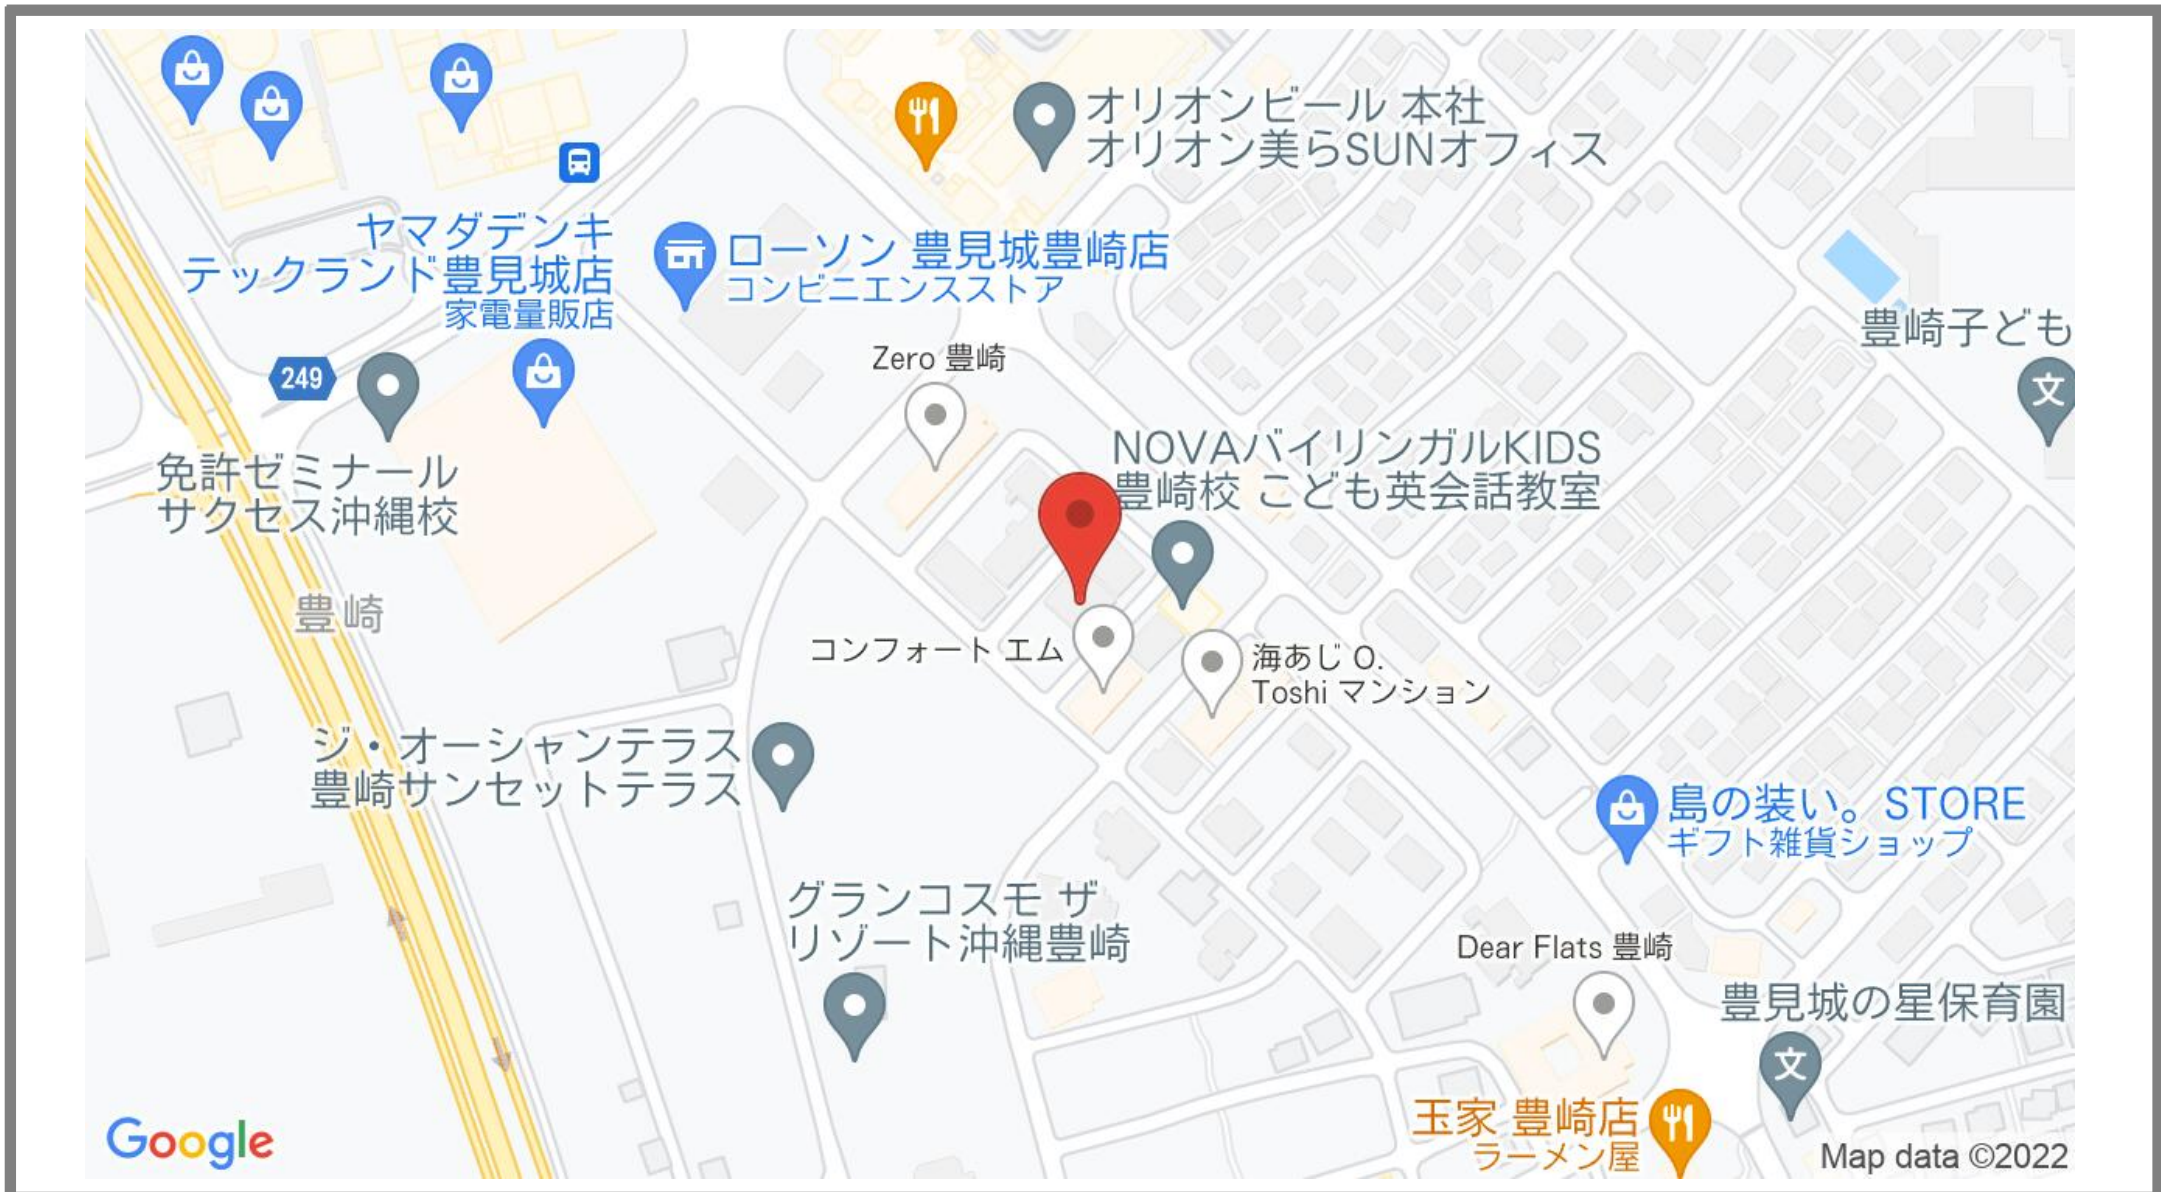 オリオンビール 本社
オリオン美らSUNオフィス
ヤマダデンキ
テックランド豊見城店
家電量販店
ローソン 豊見城豊崎店
コンビニエンスストア
豊崎子ども
文
Zero 豊崎
249
NOVAバイリンガルKIDS
豊崎校 こども英会話教室
免許ゼミナール
サクセス沖縄校
豊崎
コンフォート エム
海あじ O.
Toshi マンション
ジ・オーシャンテラス
豊崎サンセットテラス
島の装い。STORE
ギフト雑貨ショップ
グランコスモ ザ
リゾート沖縄豊崎
Dear Flats 豊崎
豊見城の星保育園
文
玉家 豊崎店
ラーメン屋
Google
Map data ©2022